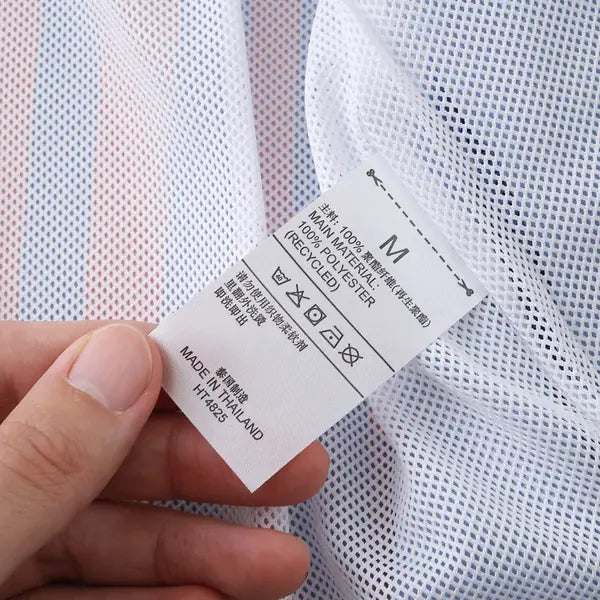 M
主料: 100% 聚酯纤维(再生聚酯)
MAIN MATERIAL:
100% POLYESTER
(RECYCLED)
请勿使用织物柔软剂
里翻外洗烫
即洗即出
泰国制造
MADE IN THAILAND
HT4825